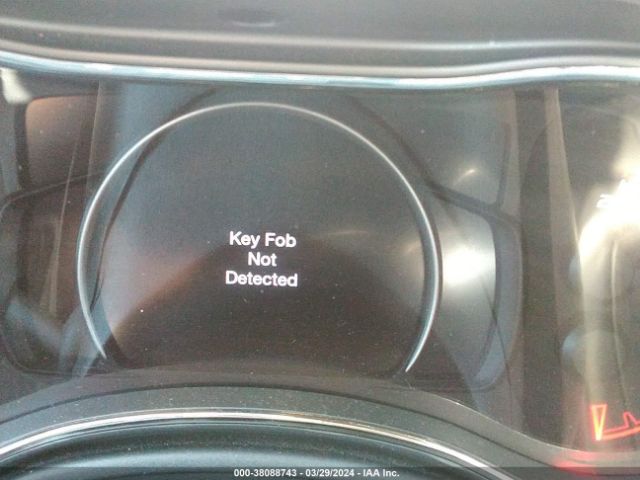 Key Fob
Not
Detected
000-38088743 - 03/29/2024 - IAA Inc.